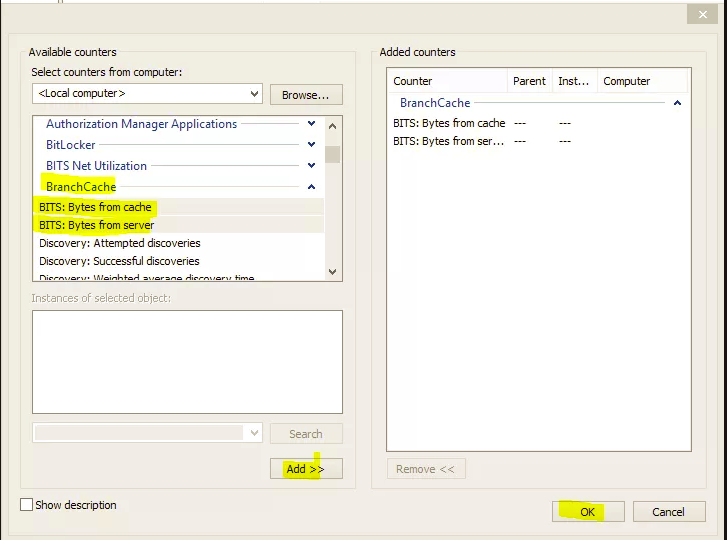 Available counters
Select counters from computer:
<Local computer>
Browse...
Authorization Manager Applications
BitLocker
BITS Net Utilization
BranchCache
BITS: Bytes from cache
BITS: Bytes from server
Discovery: Attempted discoveries
Discovery: Successful discoveries
Discovery: Weighted average discovery time
Instances of selected object:
Search
Add >>
Show description
Added counters
Counter Parent Inst... Computer
BranchCache
BITS: Bytes from cache --- ---
BITS: Bytes from ser... --- ---
Remove <<
OK
Cancel